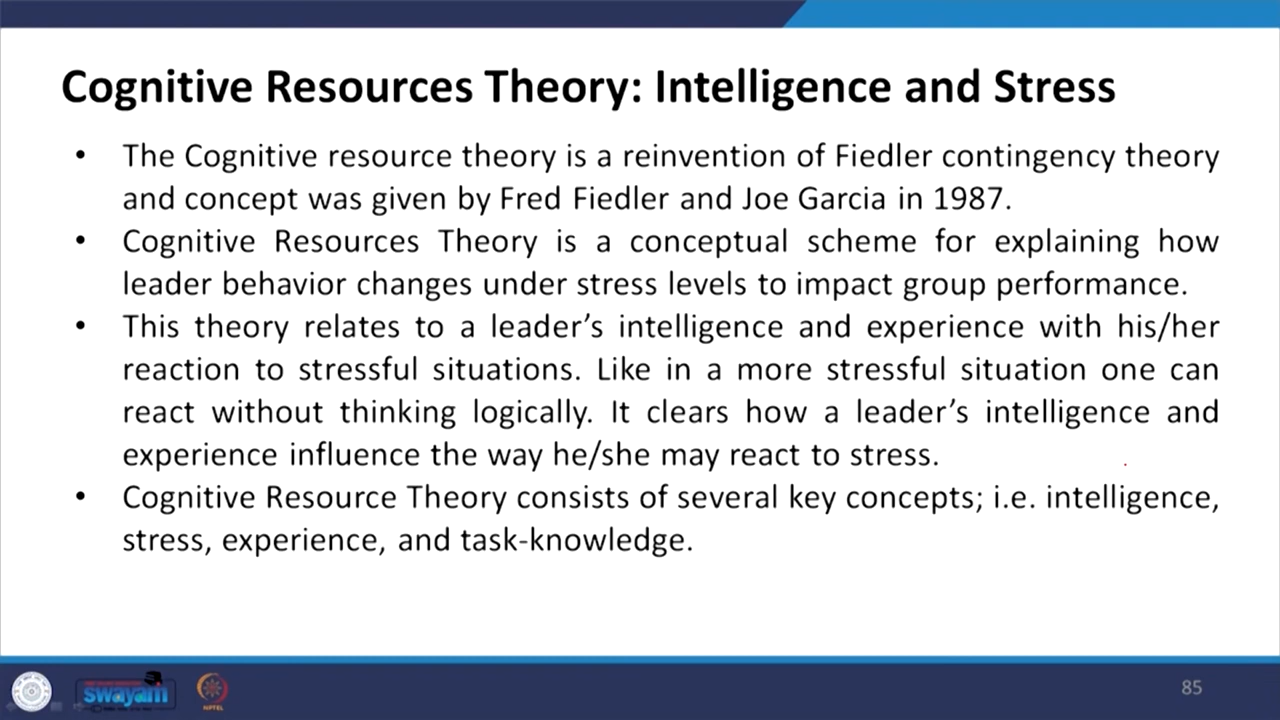 Cognitive Resources Theory: Intelligence and Stress
• The Cognitive resource theory is a reinvention of Fiedler contingency theory
and concept was given by Fred Fiedler and Joe Garcia in 1987.
• Cognitive Resources Theory is a conceptual scheme for explaining how
leader behavior changes under stress levels to impact group performance.
• This theory relates to a leader’s intelligence and experience with his/her
reaction to stressful situations. Like in a more stressful situation one can
react without thinking logically. It clears how a leader’s intelligence and
experience influence the way he/she may react to stress.
• Cognitive Resource Theory consists of several key concepts; i.e. intelligence,
stress, experience, and task-knowledge.
swayam
NPTEL
85